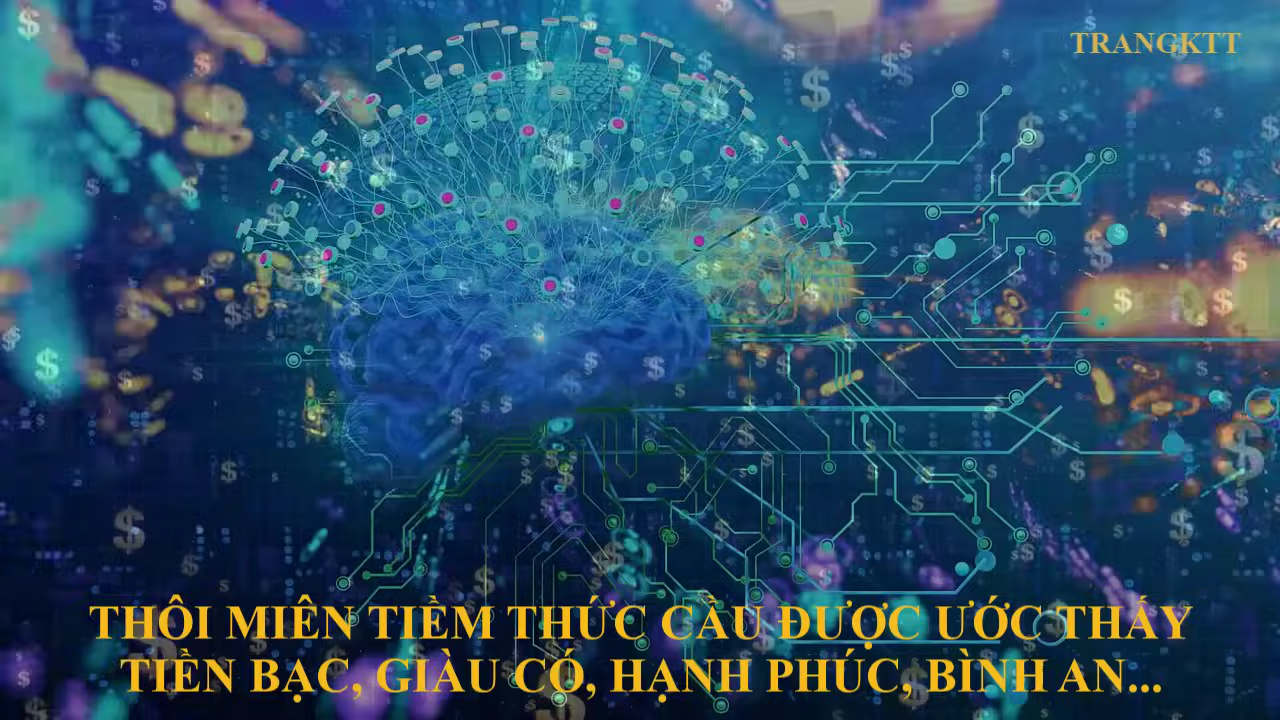 TRANGKTT
THÔI MIÊN TIỀM THỨC CẦU ĐƯỢC ƯỚC THẤY
TIỀN BẠC, GIÀU CÓ, HẠNH PHÚC, BÌNH AN...